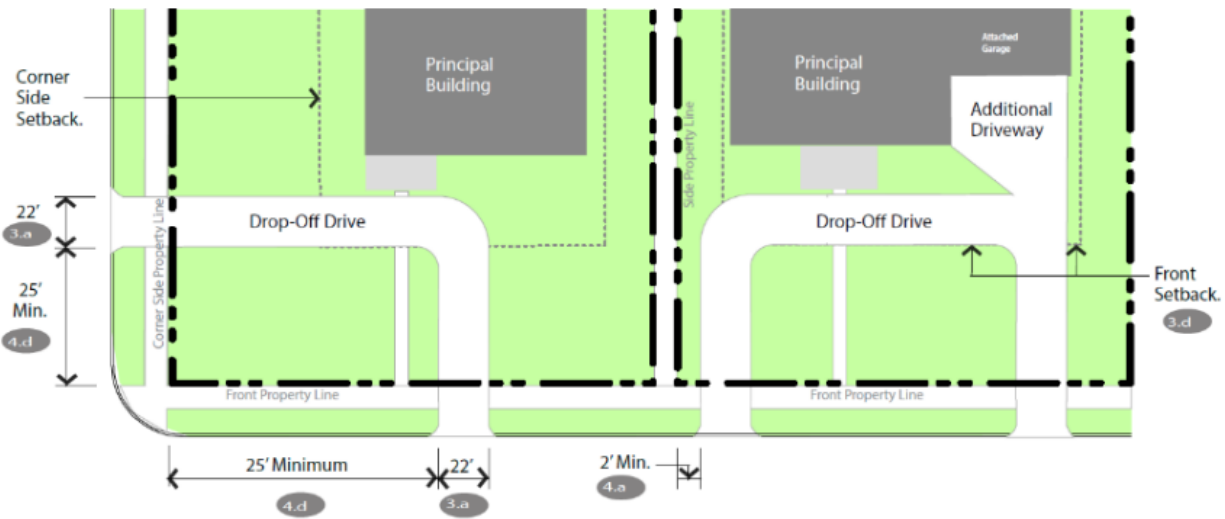 Corner
Side
Setback.
Principal
Building
Principal
Building
Attached
Garage
Additional
Driveway
Side Property Line
22'
3.a
Drop-Off Drive
Drop-Off Drive
Corner Side Property Line
25'
Min.
4.d
Front
Setback.
3.d
Front Property Line
Front Property Line
25' Minimum
4.d
22'
3.a
2' Min.
4.a